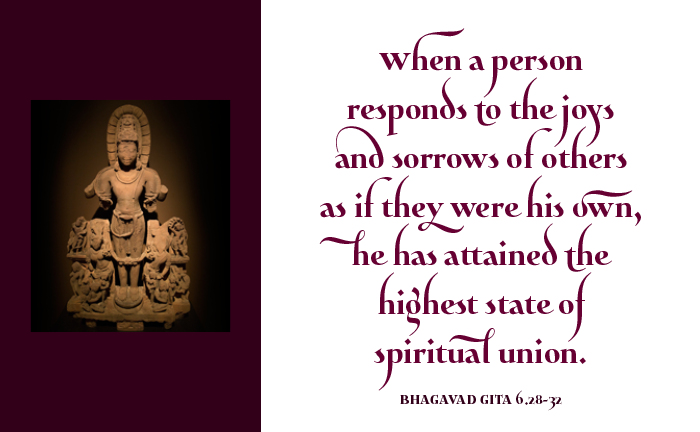 When a person
responds to the joys
and sorrows of others
as if they were his own,
he has attained the
highest state of
spiritual union.
BHAGAVAD GITA 6.28-32